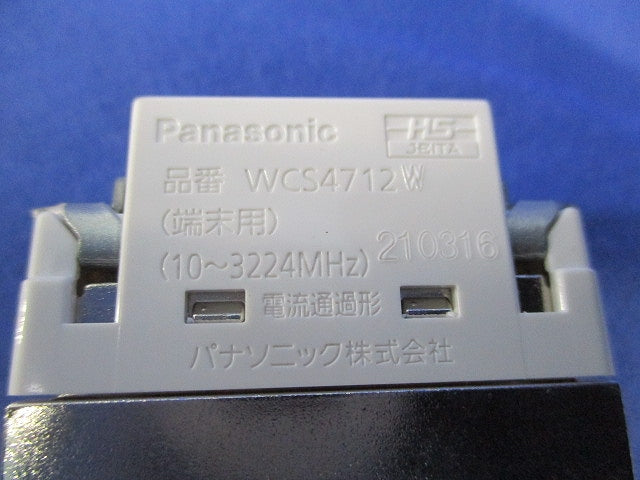 Panasonic
HS
JEITA
品番 WCS4712W
(端末用)
(10～3224MHz)
210316
電流通過形
パナソニック株式会社